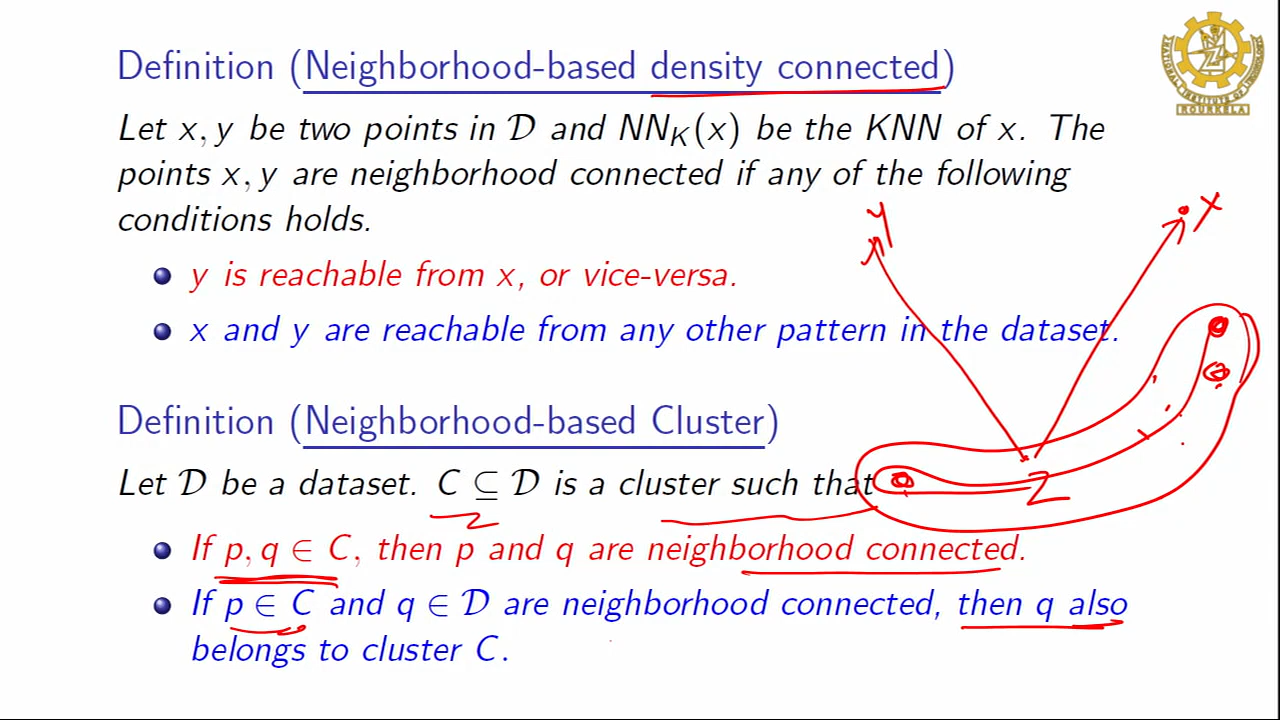 Definition (Neighborhood-based density connected)
Let x, y be two points in 𝒟 and NN_K(x) be the KNN of x. The
points x, y are neighborhood connected if any of the following
conditions holds.
y is reachable from x, or vice-versa.
x and y are reachable from any other pattern in the dataset.
Definition (Neighborhood-based Cluster)
Let 𝒟 be a dataset. C ⊆ 𝒟 is a cluster such that
If p, q ∈ C, then p and q are neighborhood connected.
If p ∈ C and q ∈ 𝒟 are neighborhood connected, then q also
belongs to cluster C.
y
x
Z
ROURKELA